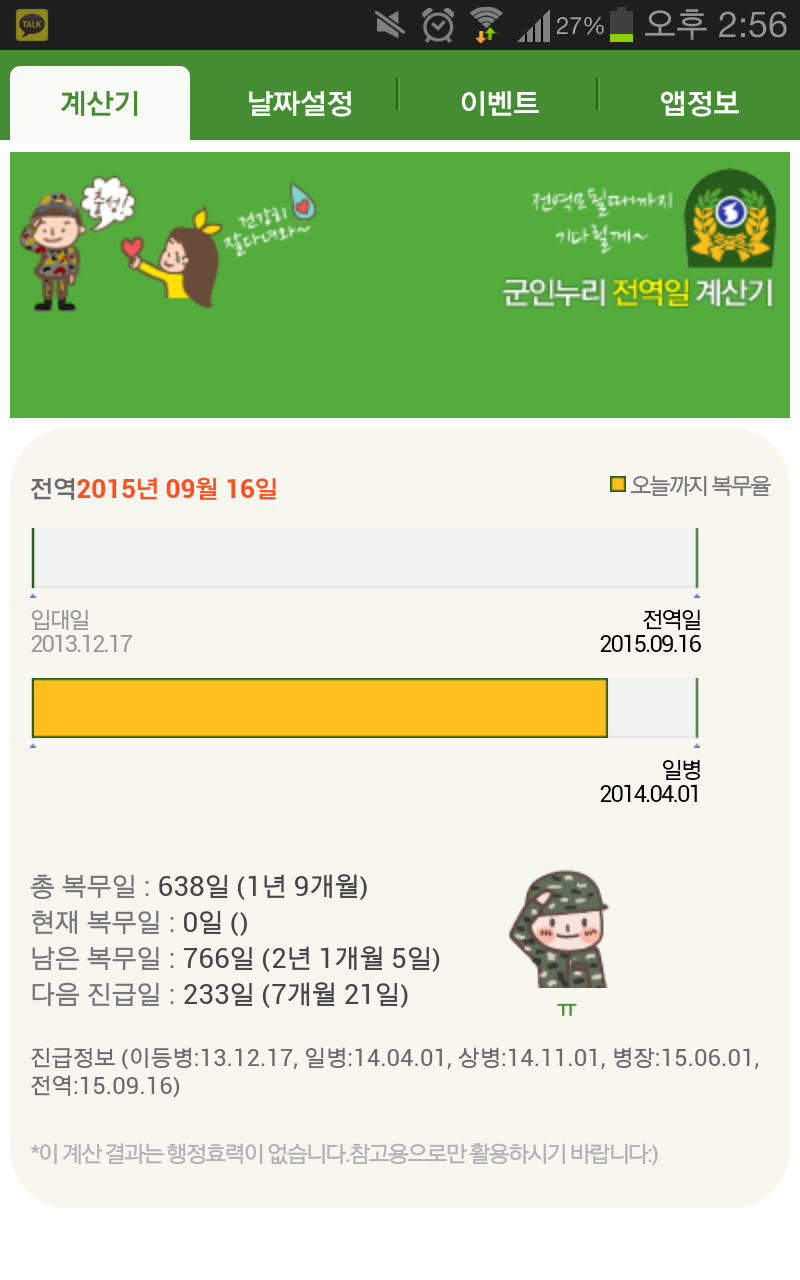 TALK 27% 오후 2:56
계산기 날짜설정 이벤트 앱정보
충성!
건강히
잘다녀와~
전역모 쓸때까지
기다릴게~
군인누리 전역일 계산기
전역2015년 09월 16일
오늘까지 복무율
입대일 전역일
2013.12.17 2015.09.16
일병
2014.04.01
총 복무일 : 638일 (1년 9개월)
현재 복무일 : 0일 ()
남은 복무일 : 766일 (2년 1개월 5일)
다음 진급일 : 233일 (7개월 21일)
ㅠ
진급정보 (이등병:13.12.17, 일병:14.04.01, 상병:14.11.01, 병장:15.06.01,
전역:15.09.16)
*이 계산 결과는 행정효력이 없습니다.참고용으로만 활용하시기 바랍니다:)